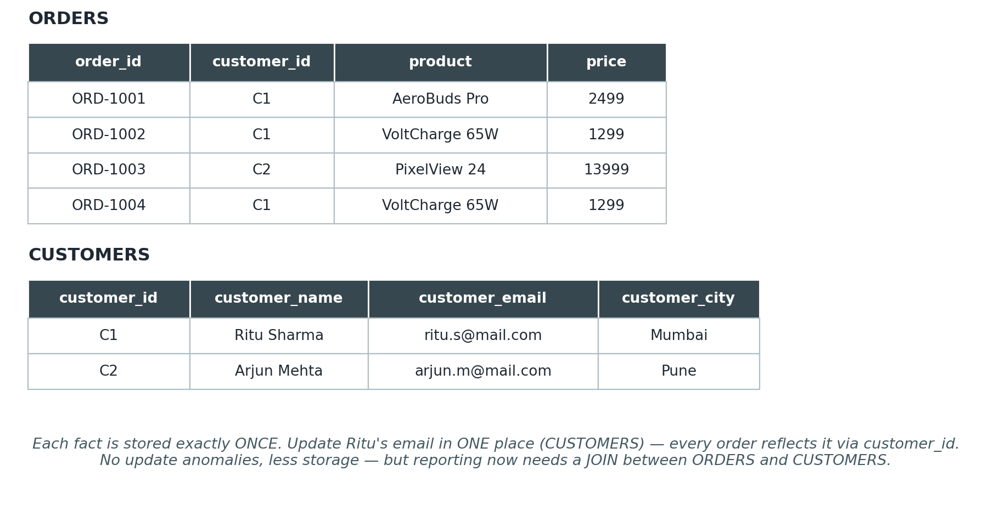 ORDERS
order_id customer_id product price
ORD-1001 C1 AeroBuds Pro 2499
ORD-1002 C1 VoltCharge 65W 1299
ORD-1003 C2 PixelView 24 13999
ORD-1004 C1 VoltCharge 65W 1299
CUSTOMERS
customer_id customer_name customer_email customer_city
C1 Ritu Sharma ritu.s@mail.com Mumbai
C2 Arjun Mehta arjun.m@mail.com Pune
Each fact is stored exactly ONCE. Update Ritu's email in ONE place (CUSTOMERS) — every order reflects it via customer_id.
No update anomalies, less storage — but reporting now needs a JOIN between ORDERS and CUSTOMERS.